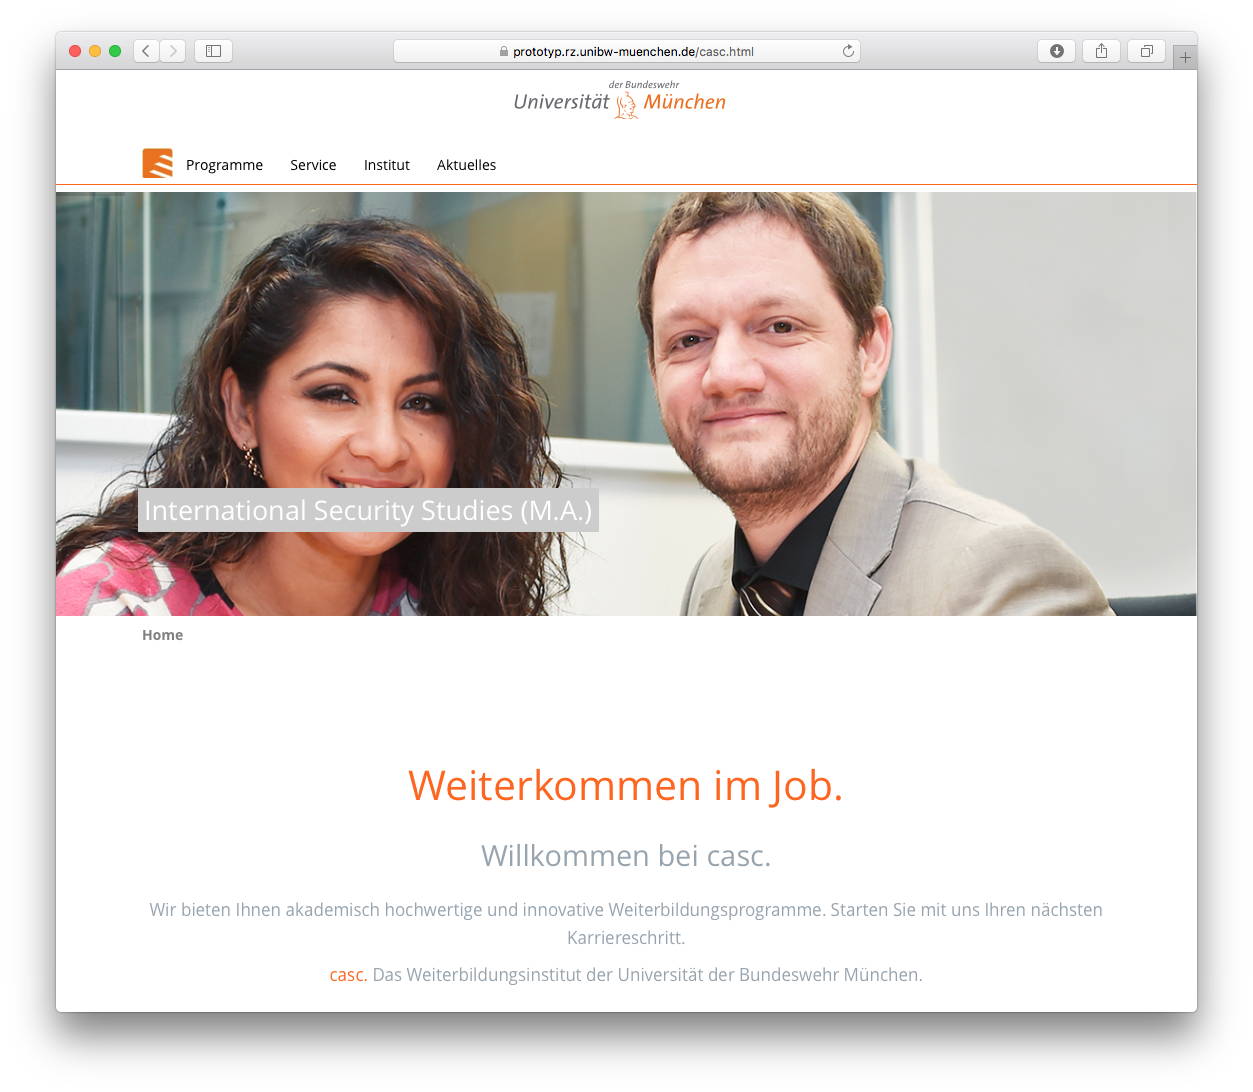 prototyp.rz.unibw-muenchen.de/casc.html
der Bundeswehr
Universität München
Programme Service Institut Aktuelles
International Security Studies (M.A.)
Home
Weiterkommen im Job.
Willkommen bei casc.
Wir bieten Ihnen akademisch hochwertige und innovative Weiterbildungsprogramme. Starten Sie mit uns Ihren nächsten
Karriereschritt.
casc. Das Weiterbildungsinstitut der Universität der Bundeswehr München.